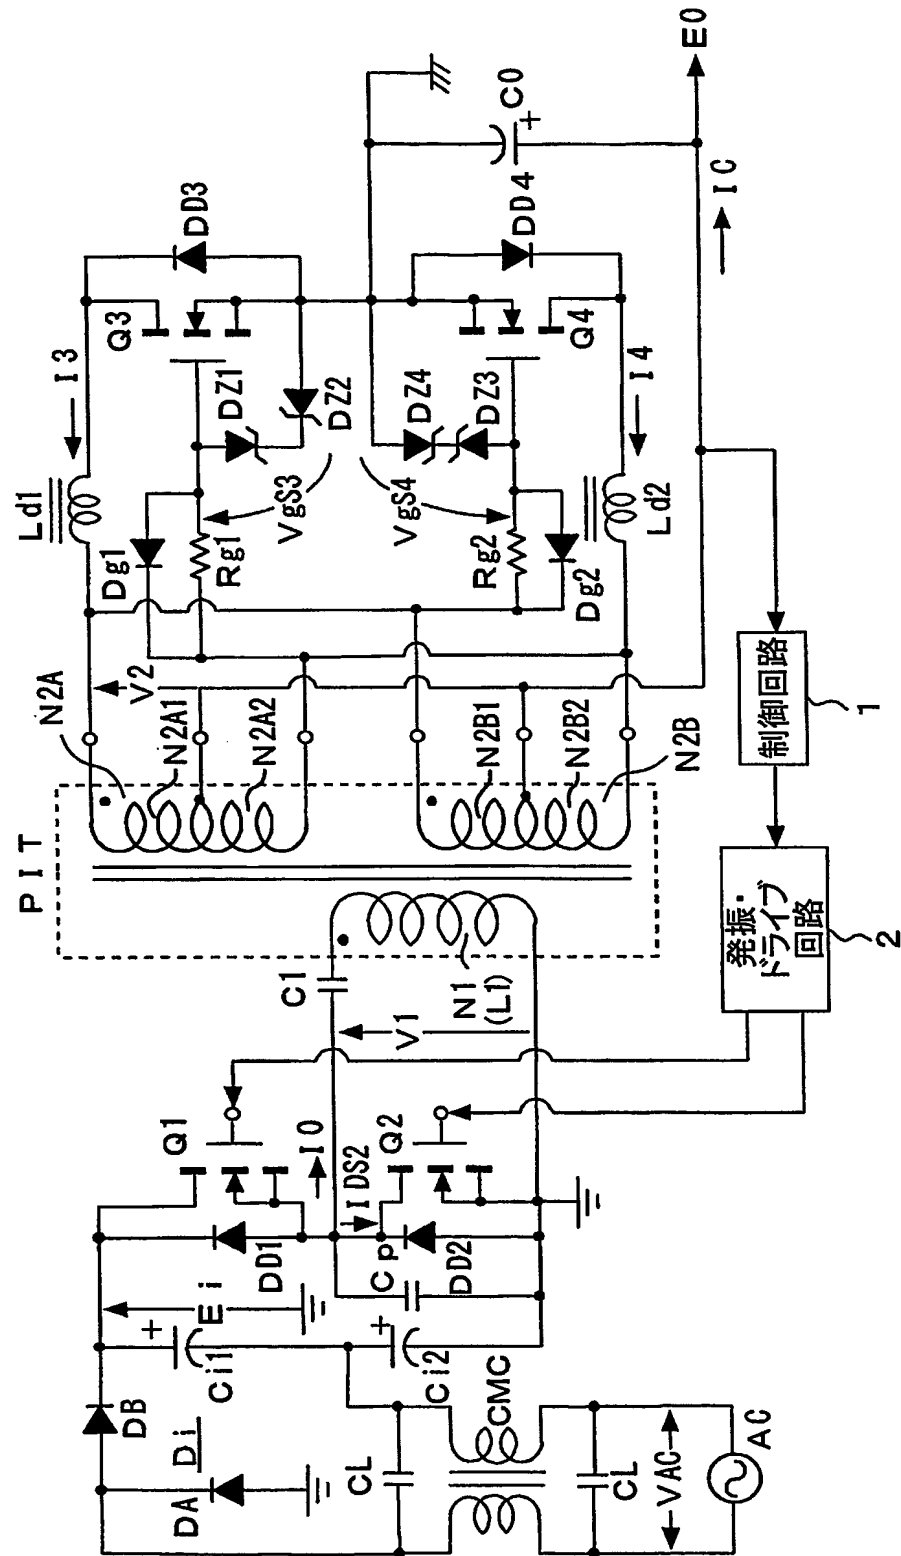 AC
VAC
CL
CMC
CL
DA
Di
DB
Ci1
Ci2
Ei
DD1
Cp
DD2
Q1
I0
IDS2
Q2
V1
C1
N1
(L1)
PIT
N2A
N2A1
N2A2
N2B1
N2B2
N2B
V2
Ld1
Dg1
Rg1
VgS3
I3
DZ1
DZ2
Q3
DD3
VgS4
Rg2
Dg2
DZ4
DZ3
Ld2
I4
Q4
DD4
C0
+
IC
E0
+
+
制御回路
1
発振・
ドライブ
回路
2